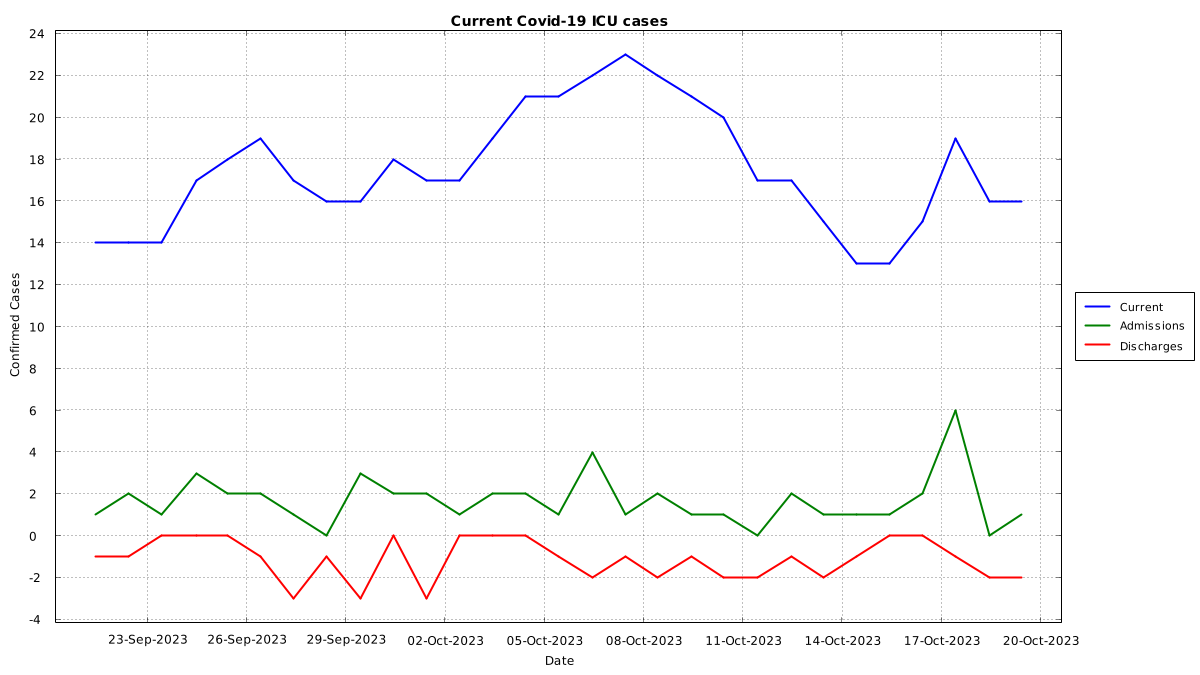 Current Covid-19 ICU cases
24
22
20
18
16
14
12
10
8
6
4
2
0
-2
-4
Confirmed Cases
23-Sep-2023 26-Sep-2023 29-Sep-2023 02-Oct-2023 05-Oct-2023 08-Oct-2023 11-Oct-2023 14-Oct-2023 17-Oct-2023 20-Oct-2023
Date
Current
Admissions
Discharges